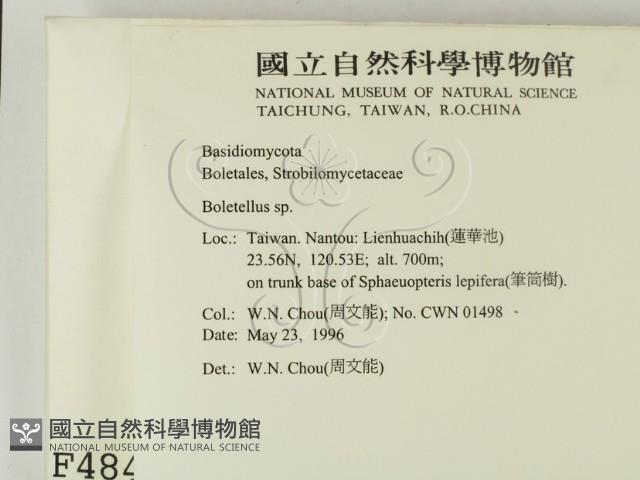 國立自然科學博物館
NATIONAL MUSEUM OF NATURAL SCIENCE
TAICHUNG, TAIWAN, R.O.CHINA
Basidiomycota
Boletales, Strobilomycetaceae
Boletellus sp.
Loc.: Taiwan. Nantou: Lienhuachih(蓮華池)
23.56N, 120.53E; alt. 700m;
on trunk base of Sphaeuopteris lepifera(筆筒樹).
Col.: W.N. Chou(周文能); No. CWN 01498
Date: May 23, 1996
Det.: W.N. Chou(周文能)
國立自然科學博物館
NATIONAL MUSEUM OF NATURAL SCIENCE
F484